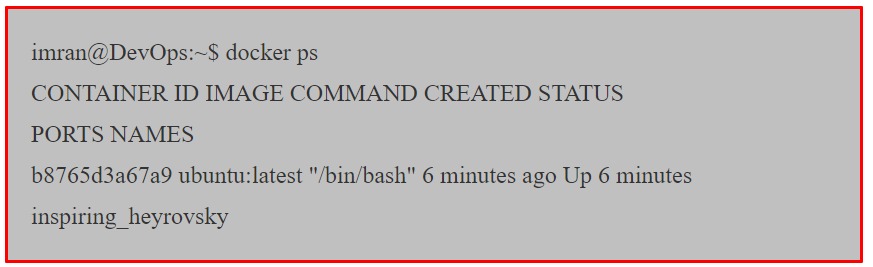 imran@DevOps:~$ docker ps
CONTAINER ID IMAGE COMMAND CREATED STATUS
PORTS NAMES
b8765d3a67a9 ubuntu:latest "/bin/bash" 6 minutes ago Up 6 minutes
inspiring_heyrovsky